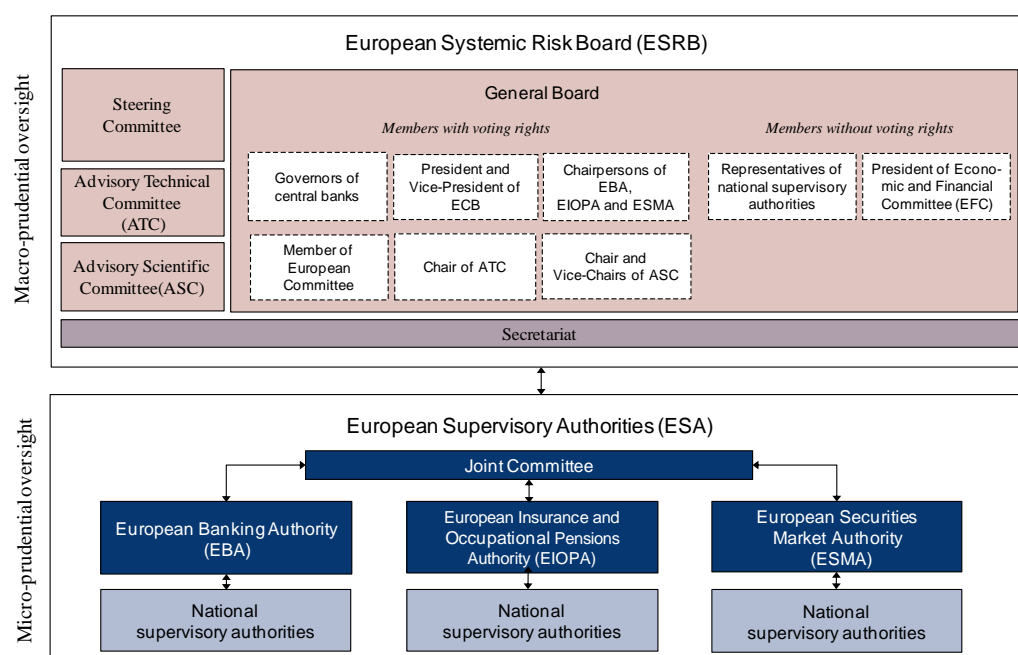 European Systemic Risk Board (ESRB)
Macro-prudential oversight
Steering
Committee
Advisory Technical
Committee
(ATC)
Advisory Scientific
Committee(ASC)
General Board
Members with voting rights
Members without voting rights
Governors of
central banks
President and
Vice-President of
ECB
Chairpersons of
EBA,
EIOPA and ESMA
Representatives of
national supervisory
authorities
President of Econo-
mic and Financial
Committee (EFC)
Member of
European
Committee
Chair of ATC
Chair and
Vice-Chairs of ASC
Secretariat
Micro-prudential oversight
European Supervisory Authorities (ESA)
Joint Committee
European Banking Authority
(EBA)
European Insurance and
Occupational Pensions
Authority (EIOPA)
European Securities
Market Authority
(ESMA)
National
supervisory authorities
National
supervisory authorities
National
supervisory authorities